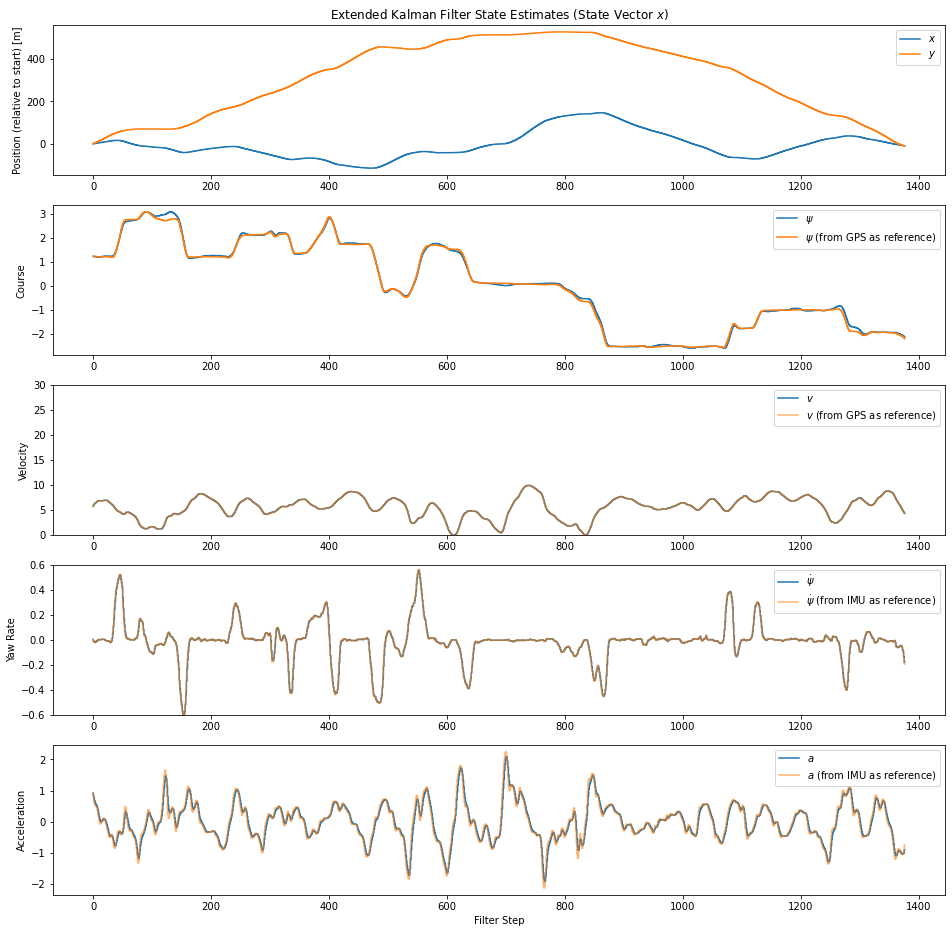 Extended Kalman Filter State Estimates (State Vector x)
Position (relative to start) [m]
400
200
0
x
y
0 200 400 600 800 1000 1200 1400
Course
3
2
1
0
−1
−2
ψ
ψ (from GPS as reference)
0 200 400 600 800 1000 1200 1400
Velocity
30
25
20
15
10
5
0
v
v (from GPS as reference)
0 200 400 600 800 1000 1200 1400
Yaw Rate
0.6
0.4
0.2
0.0
−0.2
−0.4
−0.6
ψ̇
ψ̇ (from IMU as reference)
0 200 400 600 800 1000 1200 1400
Acceleration
2
1
0
−1
−2
a
a (from IMU as reference)
0 200 400 600 800 1000 1200 1400
Filter Step